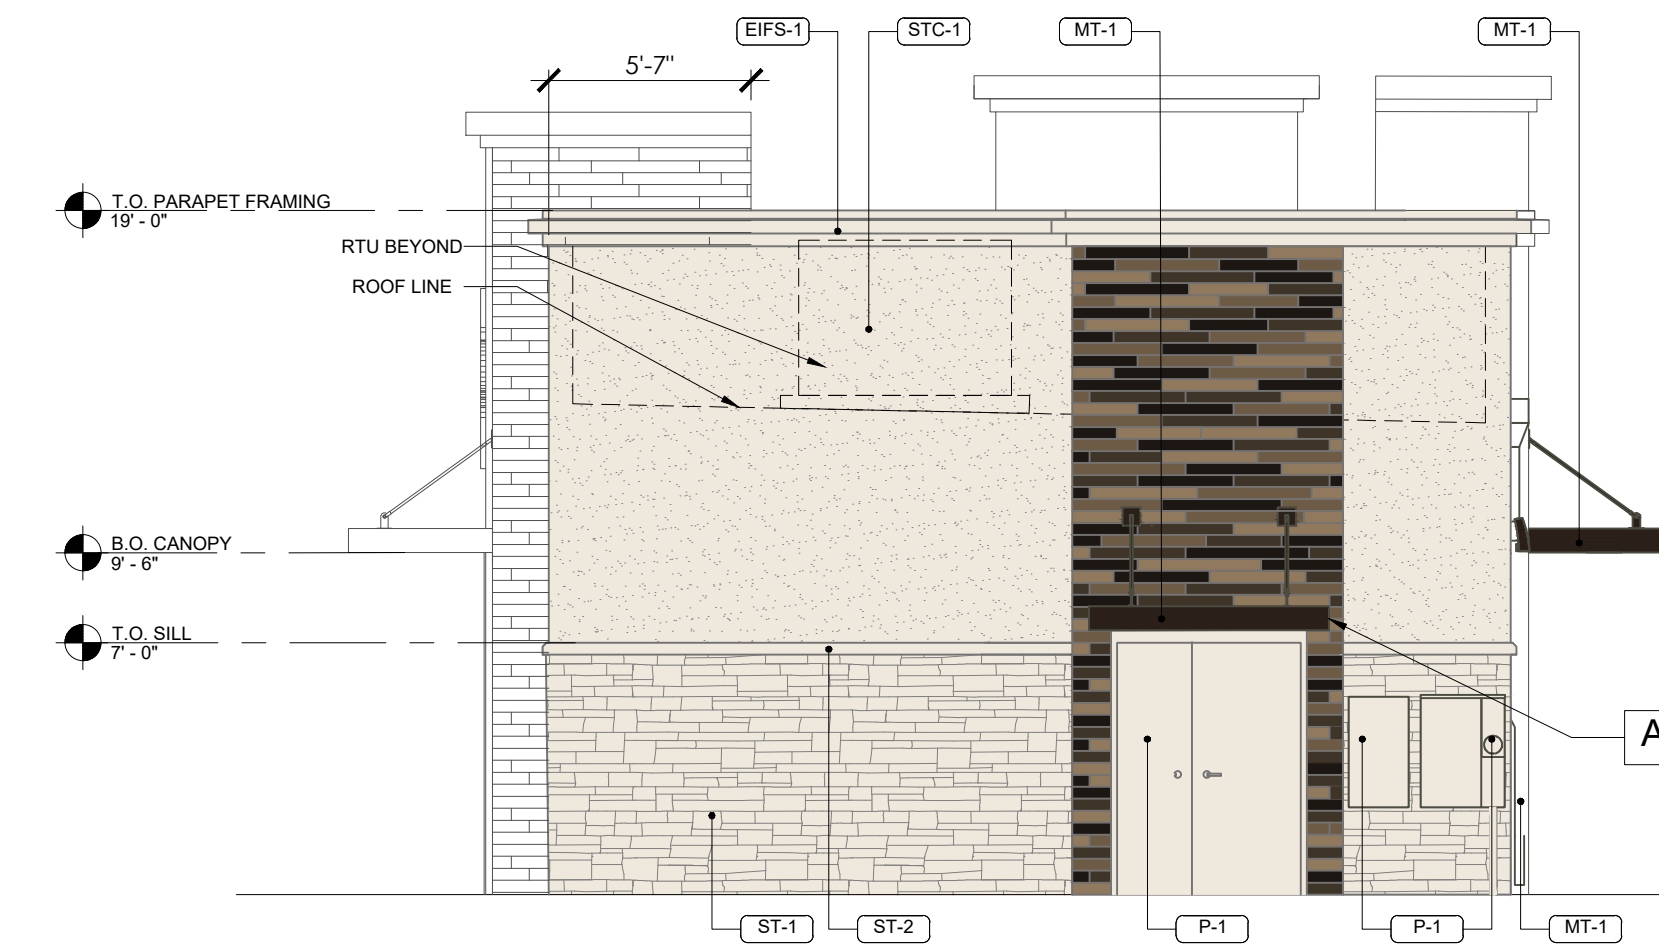 EIFS-1
STC-1
MT-1
MT-1
5'-7"
T.O. PARAPET FRAMING
19' - 0"
RTU BEYOND
ROOF LINE
B.O. CANOPY
9' - 6"
T.O. SILL
7' - 0"
A
ST-1
ST-2
P-1
P-1
MT-1